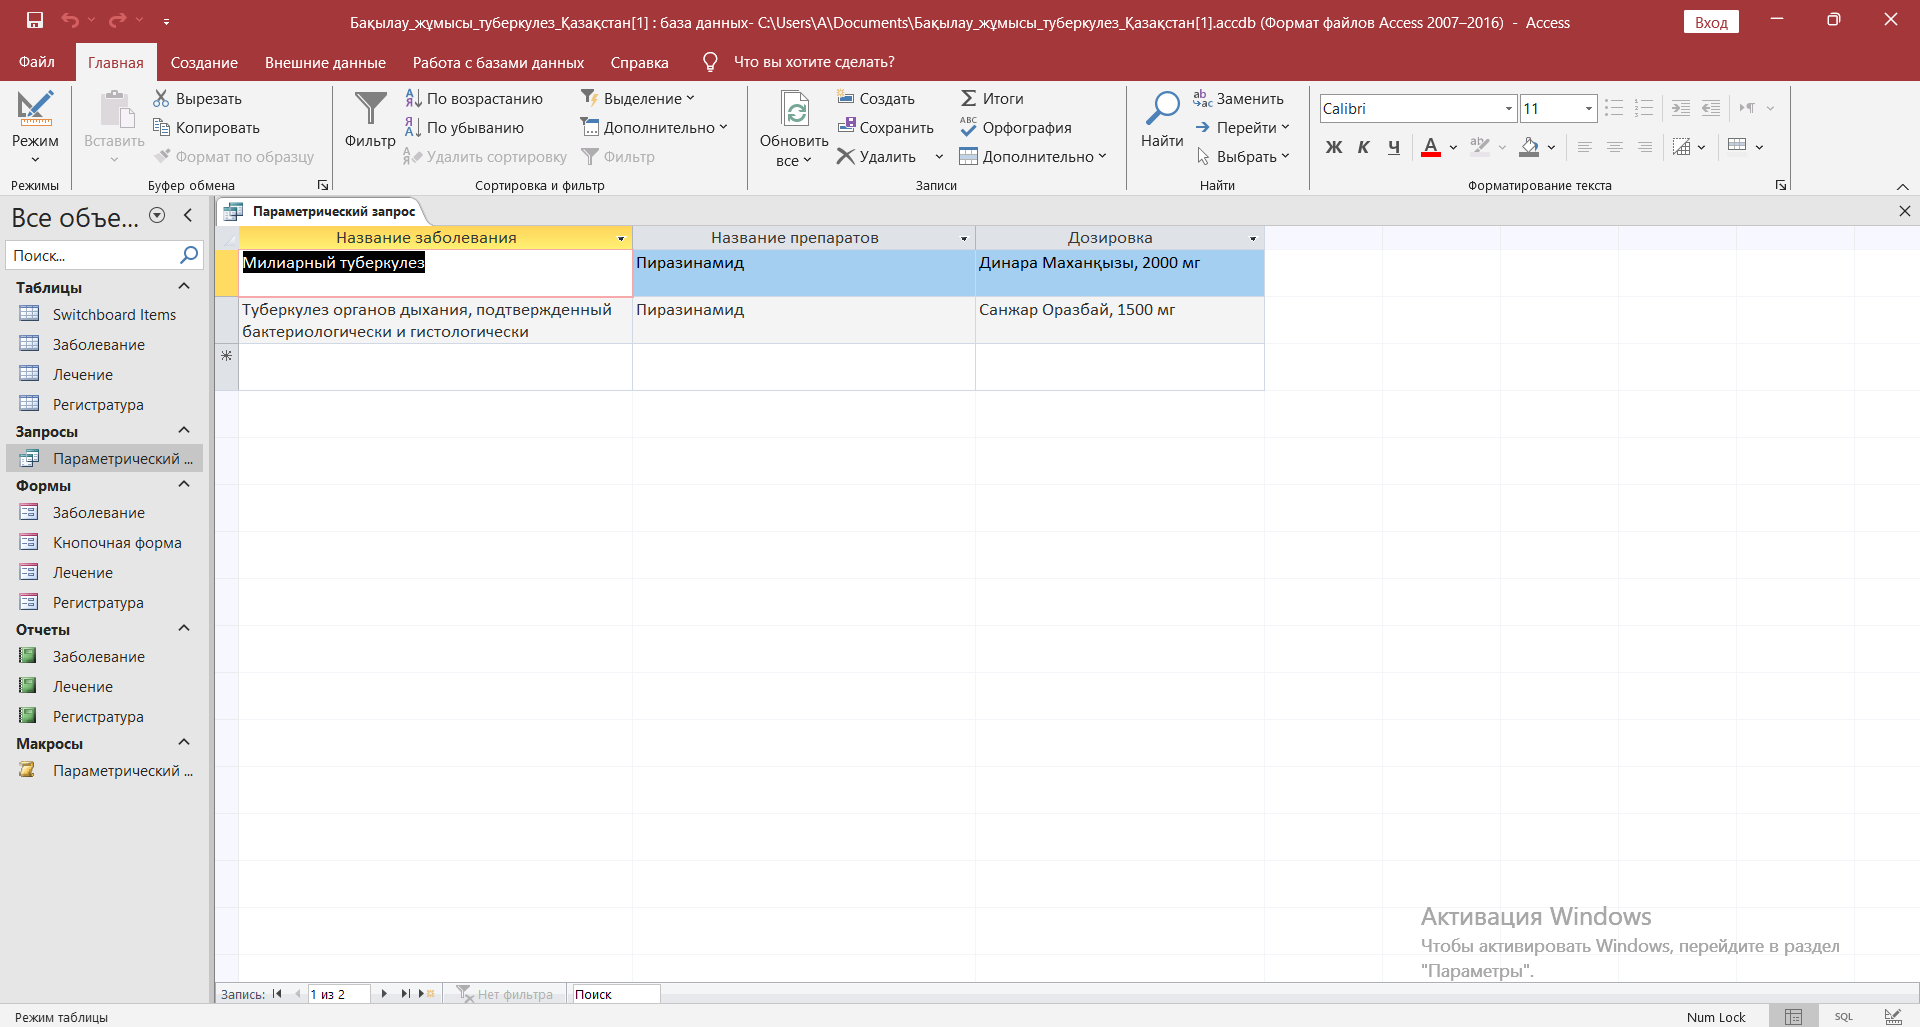 Бақылау_жұмысы_туберкулез_Қазақстан[1] : база данных- C:\Users\A\Documents\Бақылау_жұмысы_туберкулез_Қазақстан[1].accdb (Формат файлов Access 2007–2016) - Access
Вход
Файл Главная Создание Внешние данные Работа с базами данных Справка Что вы хотите сделать?
Режим
Режимы
Вставить
Вырезать
Копировать
Формат по образцу
Буфер обмена
Фильтр
По возрастанию
По убыванию
Удалить сортировку
Выделение
Дополнительно
Фильтр
Сортировка и фильтр
Обновить
все
Создать
Сохранить
Удалить
Итоги
Орфография
Дополнительно
Записи
Найти
Заменить
Перейти
Выбрать
Найти
Calibri
11
Ж К Ч
Форматирование текста
Все объе...
Поиск...
Таблицы
Switchboard Items
Заболевание
Лечение
Регистратура
Запросы
Параметрический ...
Формы
Заболевание
Кнопочная форма
Лечение
Регистратура
Отчеты
Заболевание
Лечение
Регистратура
Макросы
Параметрический ...
Параметрический запрос
Название заболевания Название препаратов Дозировка
Милиарный туберкулез Пиразинамид Динара Маханқызы, 2000 мг
Туберкулез органов дыхания, подтвержденный
бактериологически и гистологически
Пиразинамид Санжар Оразбай, 1500 мг
Активация Windows
Чтобы активировать Windows, перейдите в раздел
"Параметры".
Запись: 1 из 2 Нет фильтра Поиск
Режим таблицы
Num Lock
SQL